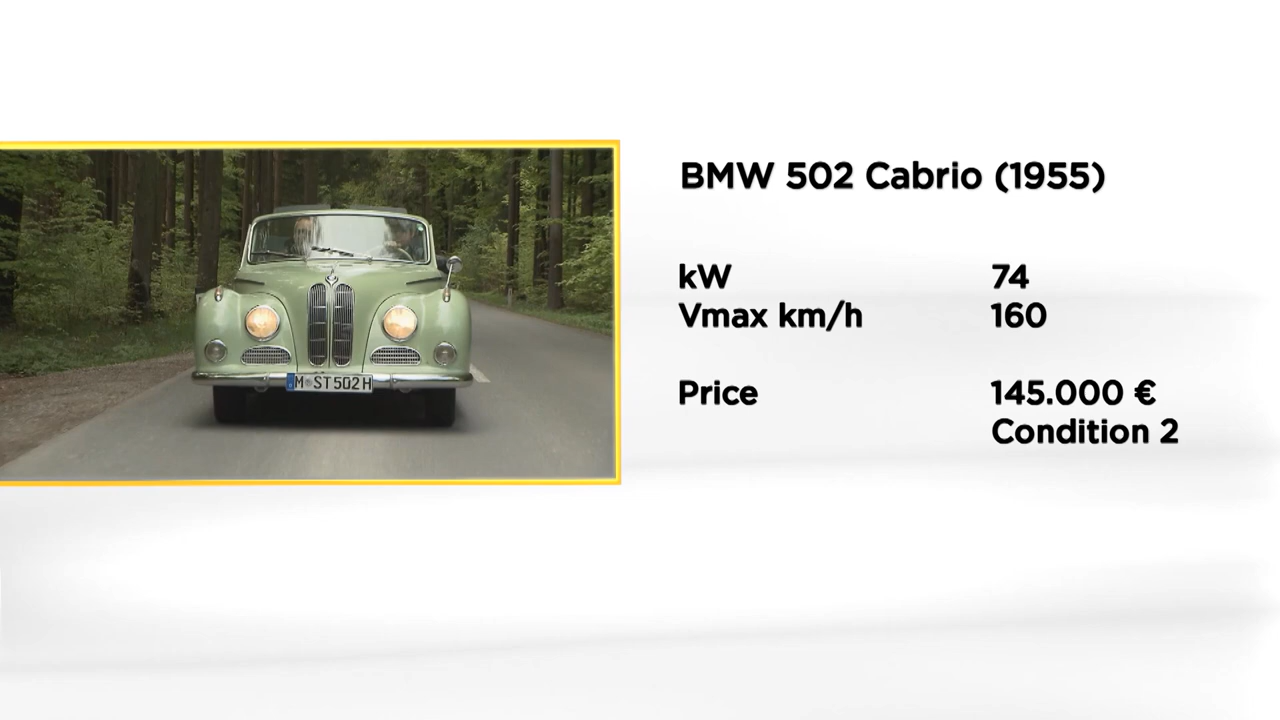 BMW 502 Cabrio (1955)
kW 74
Vmax km/h 160
Price 145.000 €
Condition 2
M ST 502 H